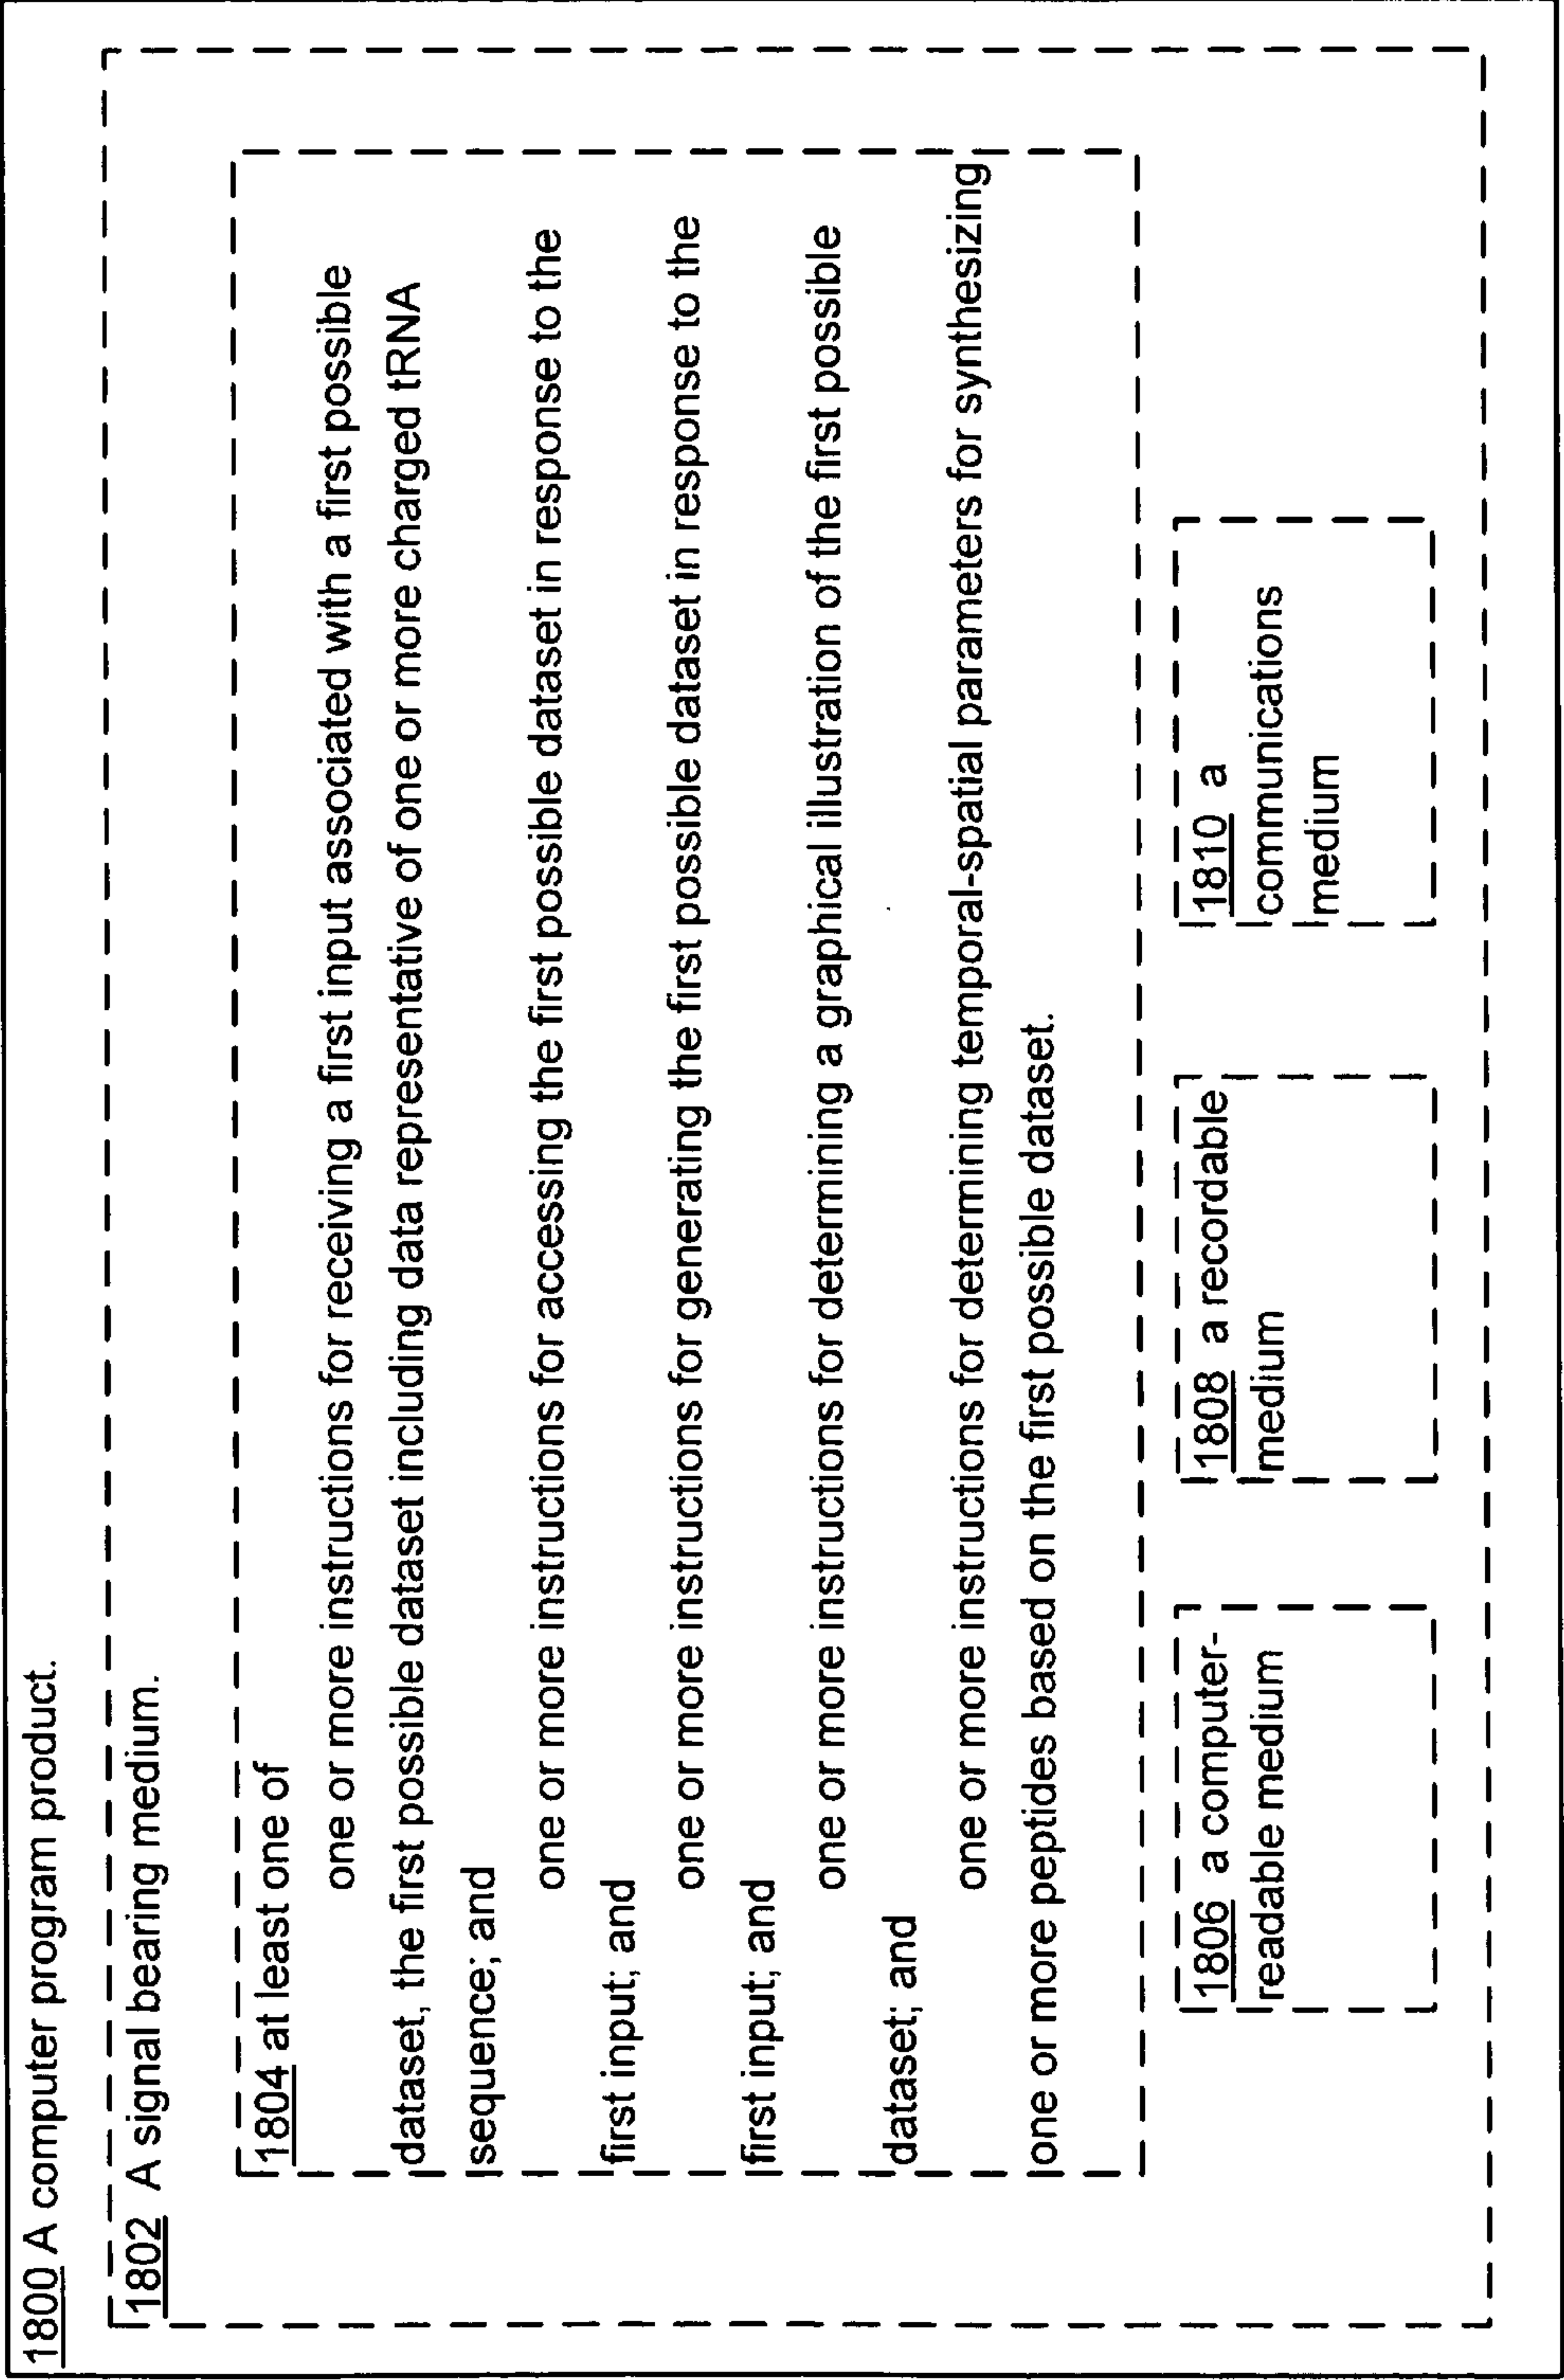 1800 A computer program product.
1802 A signal bearing medium.
1804 at least one of
one or more instructions for receiving a first input associated with a first possible
dataset, the first possible dataset including data representative of one or more charged tRNA
sequence; and
one or more instructions for accessing the first possible dataset in response to the
first input; and
one or more instructions for generating the first possible dataset in response to the
first input; and
one or more instructions for determining a graphical illustration of the first possible
dataset; and
one or more instructions for determining temporal-spatial parameters for synthesizing
one or more peptides based on the first possible dataset.
1806 a computer-
readable medium
1808 a recordable
medium
1810 a
communications
medium